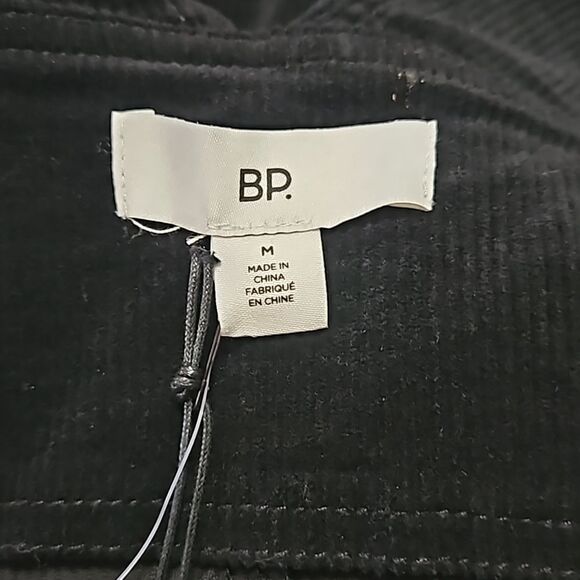 BP.
M
MADE IN
CHINA
FABRIQUÉ
EN CHINE